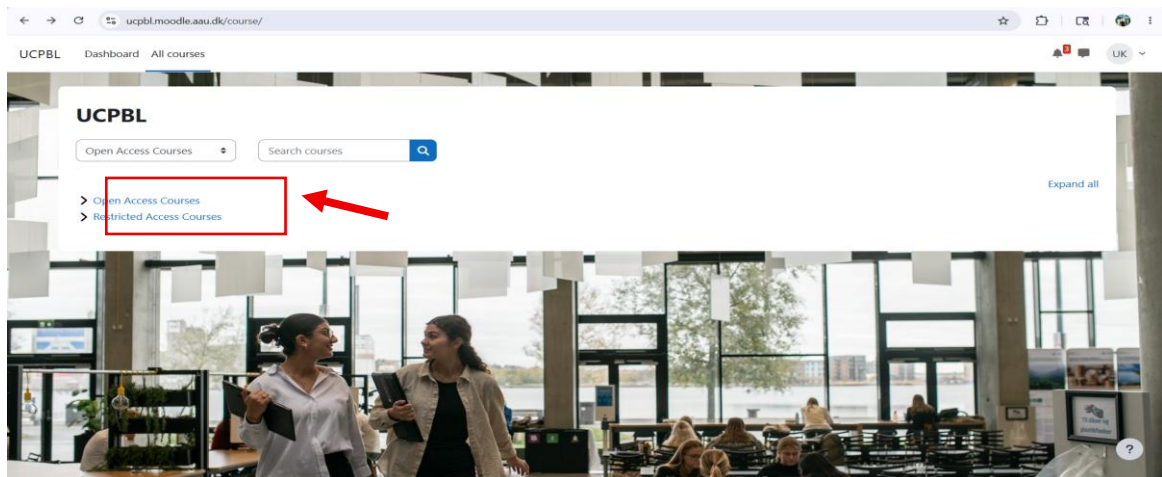 ucpbl.moodle.aau.dk/course/
UCPBL Dashboard All courses 3 UK
UCPBL
Open Access Courses Search courses
Expand all
Open Access Courses
Restricted Access Courses
?